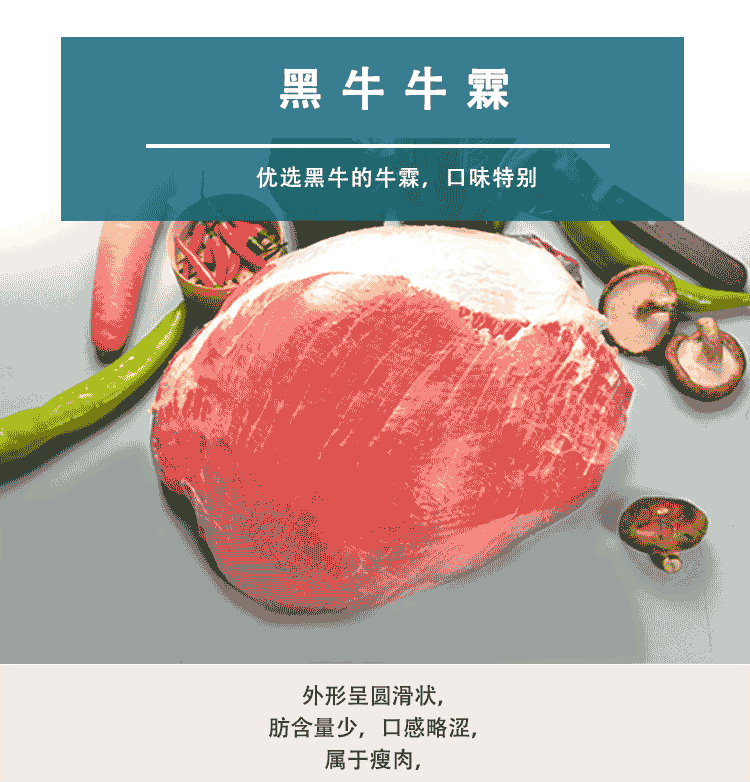 黑牛牛霖
优选黑牛的牛霖，口味特别
外形呈圆滑状，
肪含量少，口感略涩，
属于瘦肉，